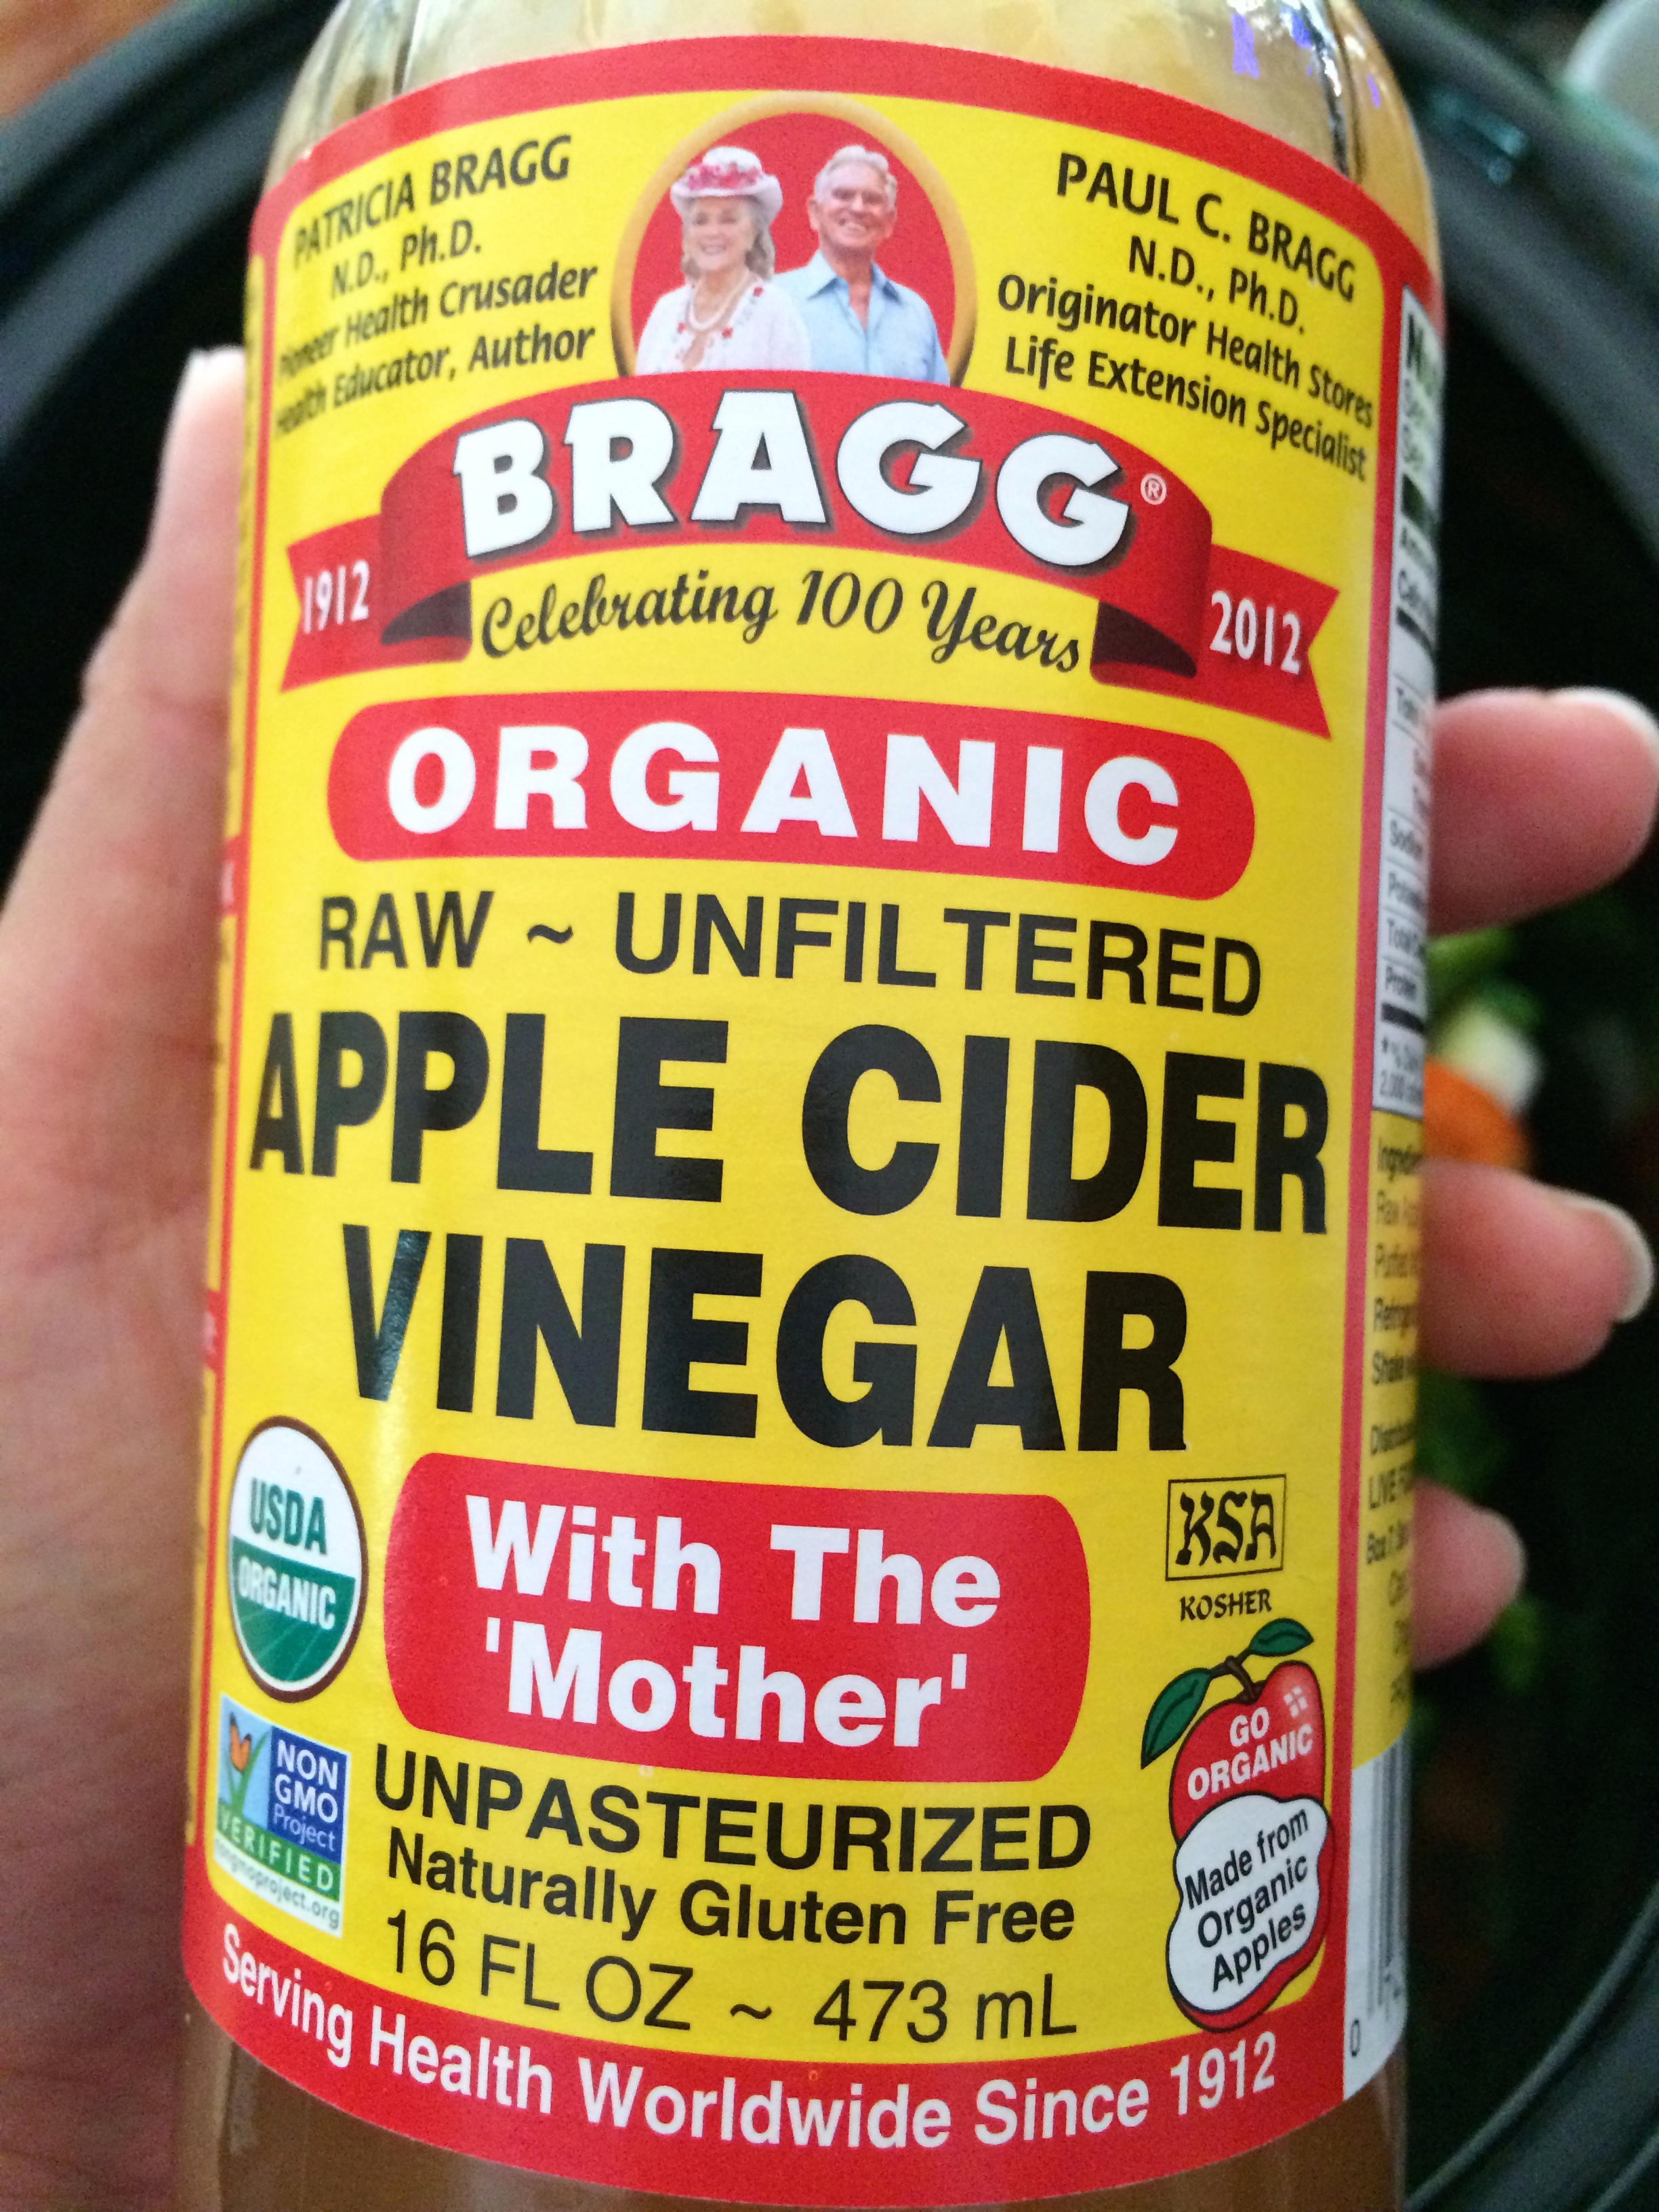 PATRICIA BRAGG
N.D., Ph.D.
Pioneer Health Crusader
Health Educator, Author
PAUL C. BRAGG
N.D., Ph.D.
Originator Health Stores
Life Extension Specialist
BRAGG®
1912
Celebrating 100 Years
2012
ORGANIC
RAW ~ UNFILTERED
APPLE CIDER
VINEGAR
USDA
ORGANIC
With The
'Mother'
KSA
KOSHER
NON
GMO
Project
VERIFIED
nongmoproject.org
UNPASTEURIZED
Naturally Gluten Free
16 FL OZ ~ 473 mL
GO
ORGANIC
Made from
Organic
Apples
Serving Health Worldwide Since 1912
0